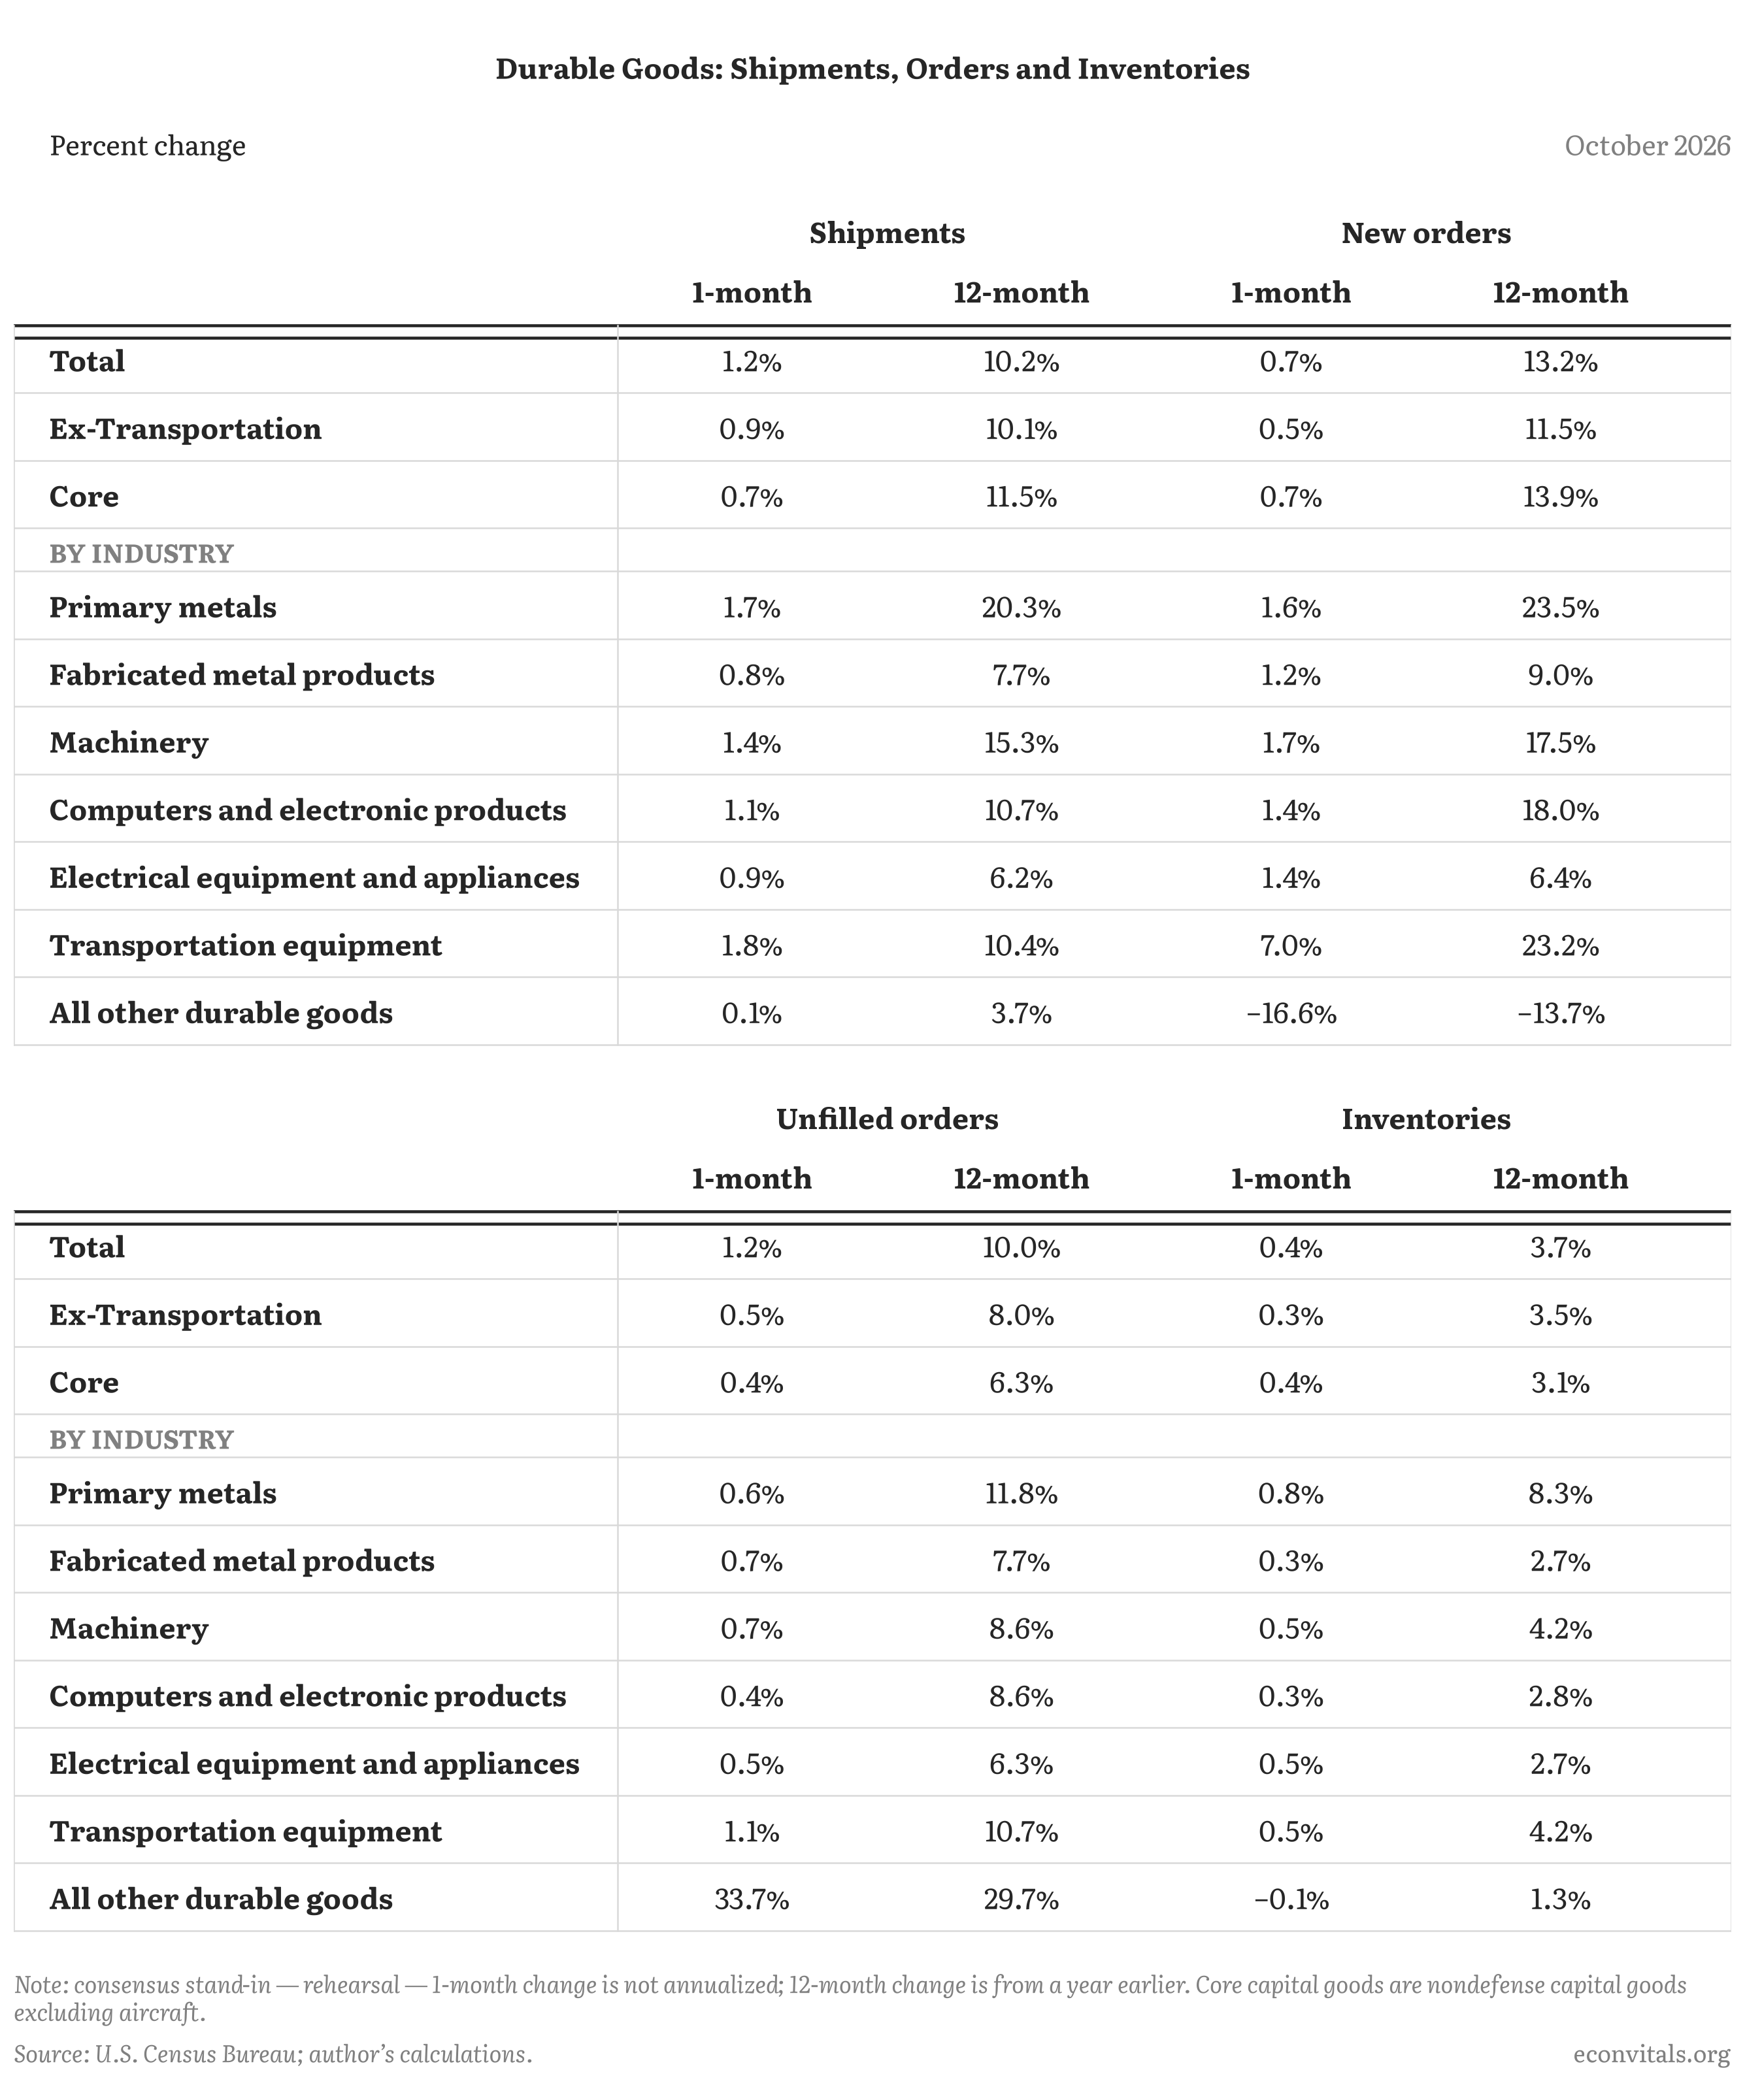 Durable Goods: Shipments, Orders and Inventories
Percent change October 2026
Shipments New orders
1-month 12-month 1-month 12-month
Total 1.2% 10.2% 0.7% 13.2%
Ex-Transportation 0.9% 10.1% 0.5% 11.5%
Core 0.7% 11.5% 0.7% 13.9%
BY INDUSTRY
Primary metals 1.7% 20.3% 1.6% 23.5%
Fabricated metal products 0.8% 7.7% 1.2% 9.0%
Machinery 1.4% 15.3% 1.7% 17.5%
Computers and electronic products 1.1% 10.7% 1.4% 18.0%
Electrical equipment and appliances 0.9% 6.2% 1.4% 6.4%
Transportation equipment 1.8% 10.4% 7.0% 23.2%
All other durable goods 0.1% 3.7% −16.6% −13.7%
Unfilled orders Inventories
1-month 12-month 1-month 12-month
Total 1.2% 10.0% 0.4% 3.7%
Ex-Transportation 0.5% 8.0% 0.3% 3.5%
Core 0.4% 6.3% 0.4% 3.1%
BY INDUSTRY
Primary metals 0.6% 11.8% 0.8% 8.3%
Fabricated metal products 0.7% 7.7% 0.3% 2.7%
Machinery 0.7% 8.6% 0.5% 4.2%
Computers and electronic products 0.4% 8.6% 0.3% 2.8%
Electrical equipment and appliances 0.5% 6.3% 0.5% 2.7%
Transportation equipment 1.1% 10.7% 0.5% 4.2%
All other durable goods 33.7% 29.7% −0.1% 1.3%
Note: consensus stand-in — rehearsal — 1-month change is not annualized; 12-month change is from a year earlier. Core capital goods are nondefense capital goods
excluding aircraft.
Source: U.S. Census Bureau; author’s calculations. econvitals.org